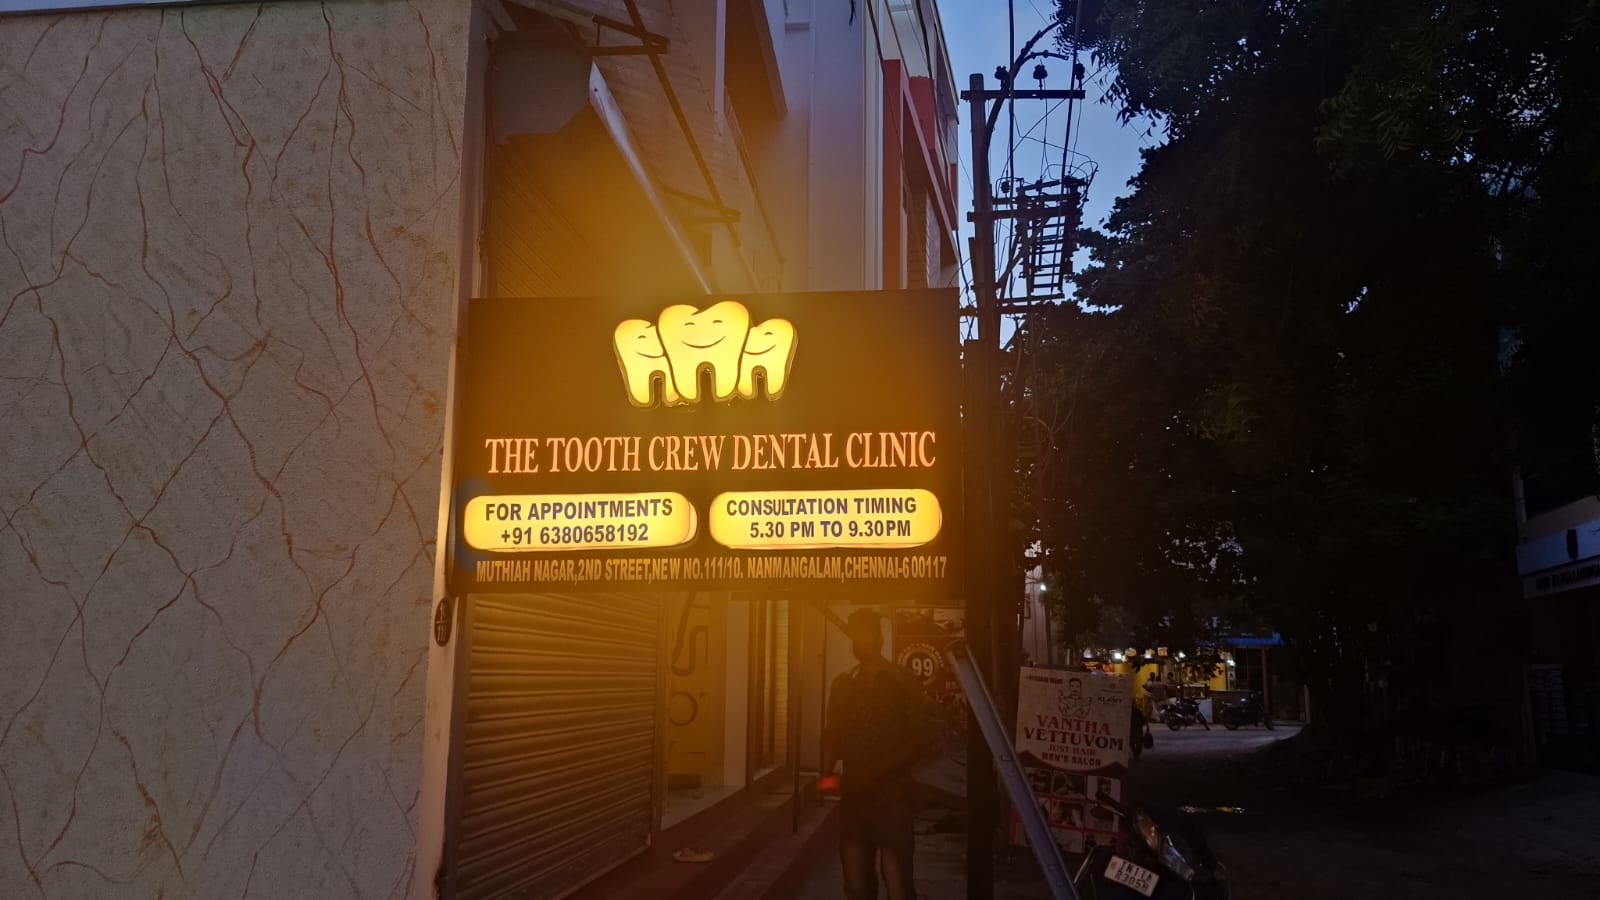 THE TOOTH CREW DENTAL CLINIC
FOR APPOINTMENTS
+91 6380658192
CONSULTATION TIMING
5.30 PM TO 9.30PM
MUTHIAH NAGAR,2ND STREET,NEW NO.111/10. NANMANGALAM,CHENNAI-600117
99
VANTHA
VETTUVOM
JUST HAIR
MEN'S SALON